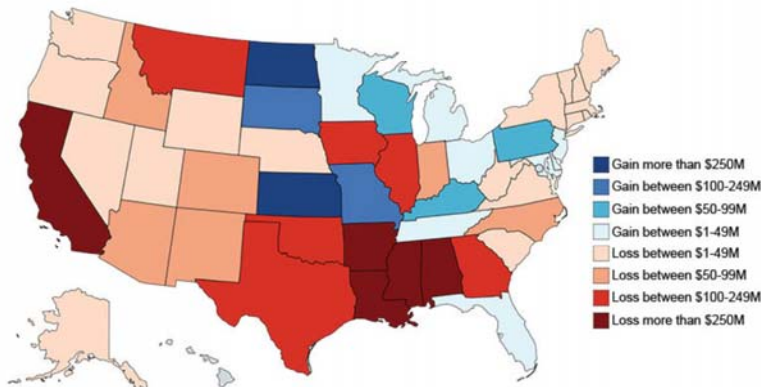 Gain more than $250M
Gain between $100-249M
Gain between $50-99M
Gain between $1-49M
Loss between $1-49M
Loss between $50-99M
Loss between $100-249M
Loss more than $250M